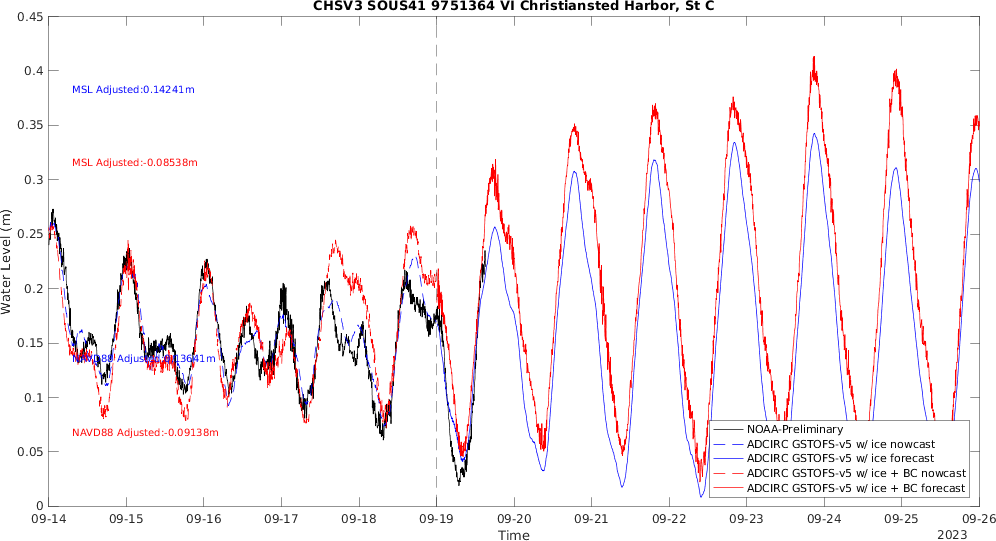 CHSV3 SOUS41 9751364 VI Christiansted Harbor, St C
Water Level (m)
0.45
0.4
0.35
0.3
0.25
0.2
0.15
0.1
0.05
0
MSL Adjusted:0.14241m
MSL Adjusted:-0.08538m
NAVD88 Adjusted:0.13641m
NAVD88 Adjusted:-0.09138m
NOAA-Preliminary
ADCIRC GSTOFS-v5 w/ ice nowcast
ADCIRC GSTOFS-v5 w/ ice forecast
ADCIRC GSTOFS-v5 w/ ice + BC nowcast
ADCIRC GSTOFS-v5 w/ ice + BC forecast
09-14 09-15 09-16 09-17 09-18 09-19 09-20 09-21 09-22 09-23 09-24 09-25 09-26
Time
2023